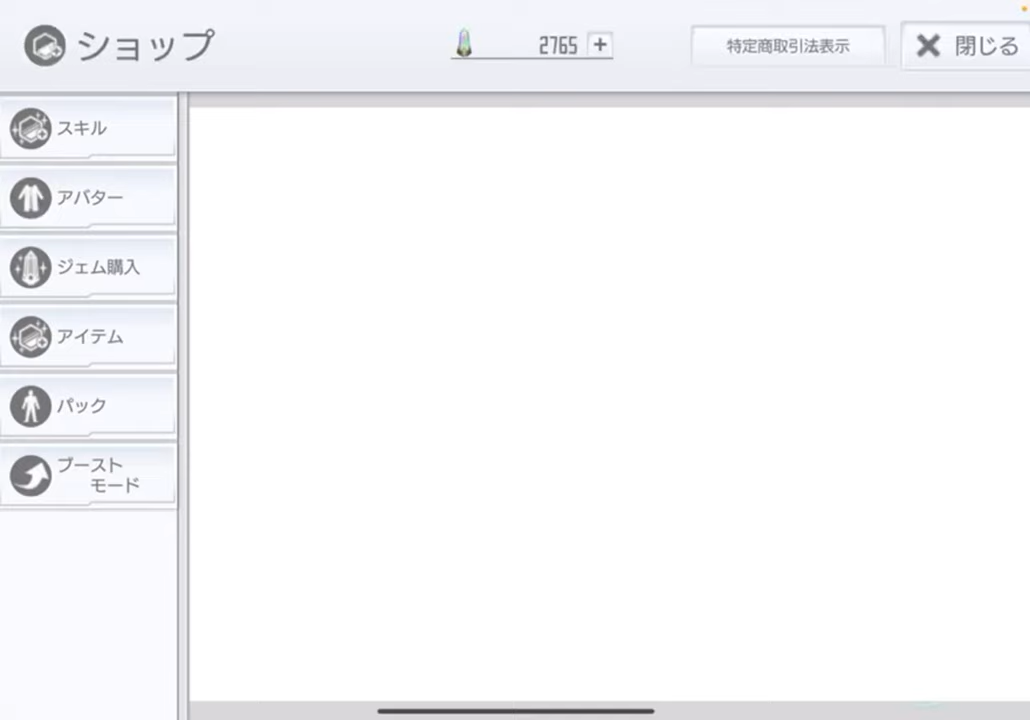 ショップ
2765
特定商取引法表示
閉じる
スキル
アバター
ジェム購入
アイテム
パック
ブースト
モード